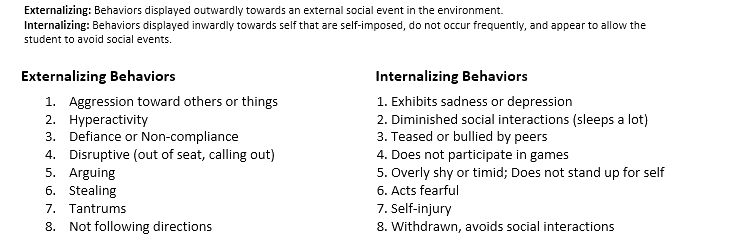 Externalizing: Behaviors displayed outwardly towards an external social event in the environment.
Internalizing: Behaviors displayed inwardly towards self that are self-imposed, do not occur frequently, and appear to allow the
student to avoid social events.
Externalizing Behaviors
1. Aggression toward others or things
2. Hyperactivity
3. Defiance or Non-compliance
4. Disruptive (out of seat, calling out)
5. Arguing
6. Stealing
7. Tantrums
8. Not following directions
Internalizing Behaviors
1. Exhibits sadness or depression
2. Diminished social interactions (sleeps a lot)
3. Teased or bullied by peers
4. Does not participate in games
5. Overly shy or timid; Does not stand up for self
6. Acts fearful
7. Self-injury
8. Withdrawn, avoids social interactions